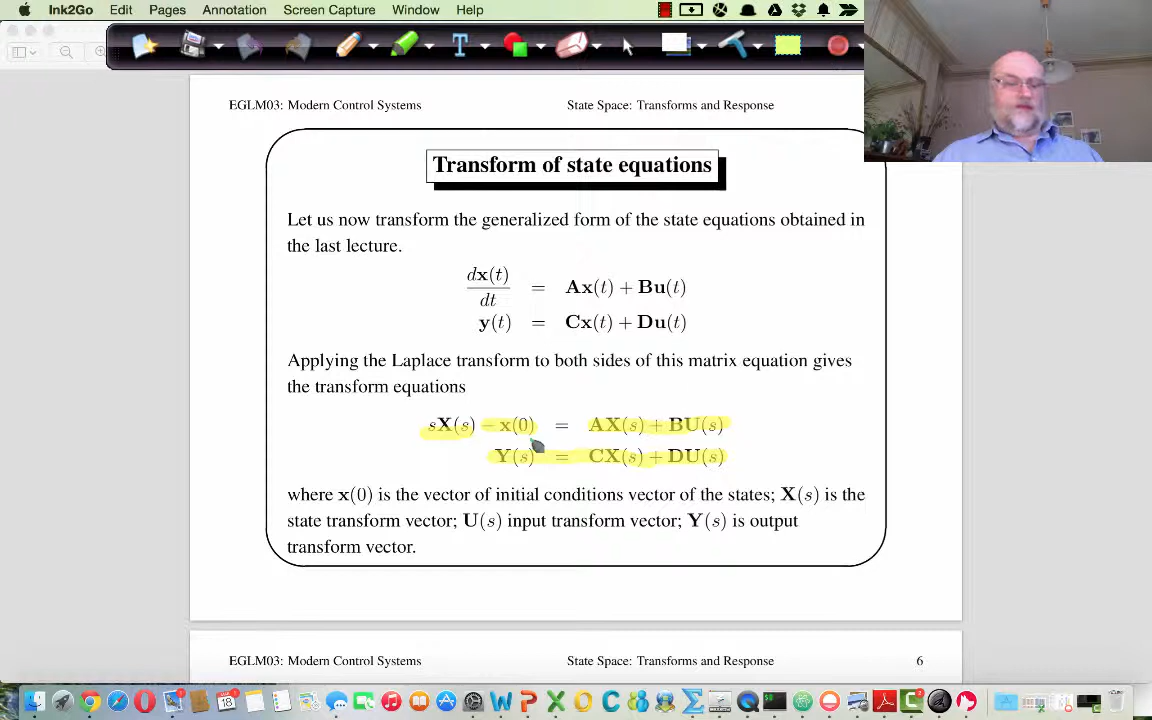 Ink2Go Edit Pages Annotation Screen Capture Window Help
EGLM03: Modern Control Systems State Space: Transforms and Response
Transform of state equations
Let us now transform the generalized form of the state equations obtained in
the last lecture.
dx(t)/dt = Ax(t) + Bu(t)
y(t) = Cx(t) + Du(t)
Applying the Laplace transform to both sides of this matrix equation gives
the transform equations
sX(s) − x(0) = AX(s) + BU(s)
Y(s) = CX(s) + DU(s)
where x(0) is the vector of initial conditions vector of the states; X(s) is the
state transform vector; U(s) input transform vector; Y(s) is output
transform vector.
EGLM03: Modern Control Systems State Space: Transforms and Response 6